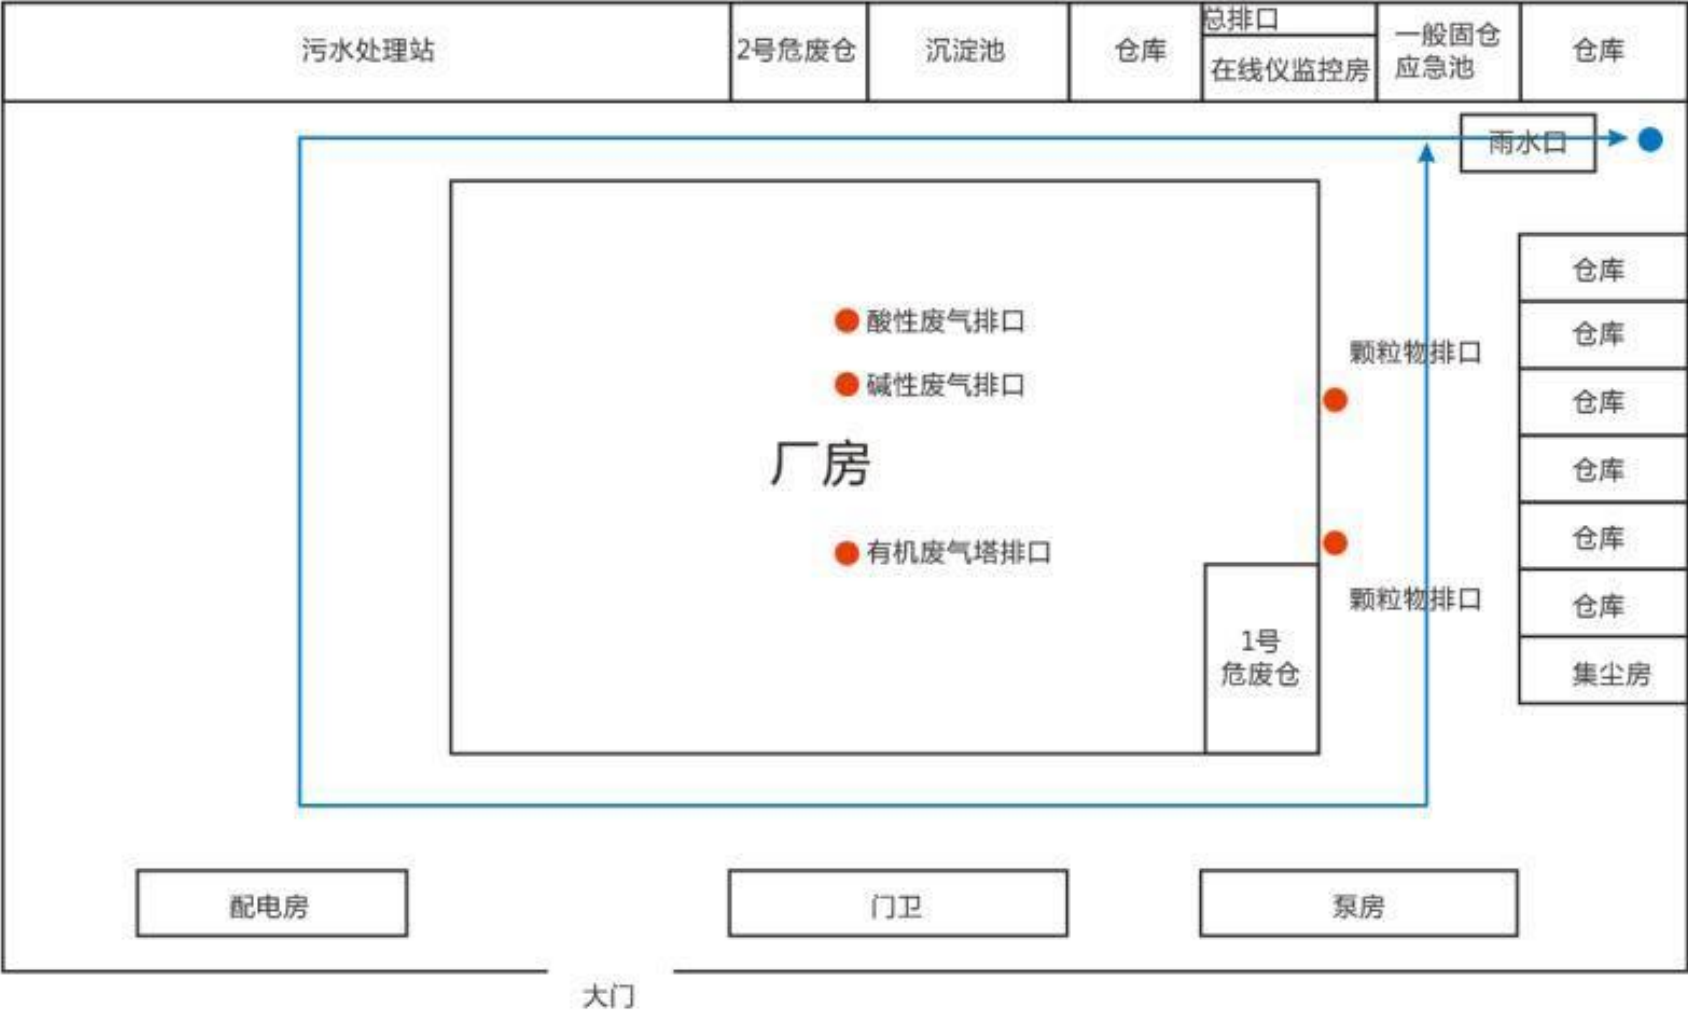 污水处理站
2号危废仓
沉淀池
仓库
总排口
在线仪监控房
一般固仓
应急池
仓库
雨水口
仓库
仓库
仓库
仓库
仓库
仓库
集尘房
酸性废气排口
碱性废气排口
颗粒物排口
厂房
有机废气塔排口
颗粒物排口
1号
危废仓
配电房
门卫
泵房
大门